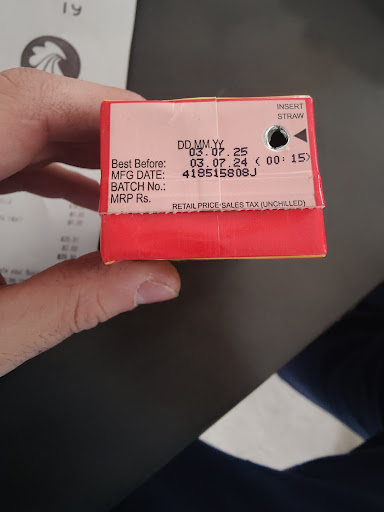 14
INSERT
STRAW
DD.MM.YY
03.07.25
Best Before: 03.07.24 ( 00: 15)
MFG DATE: 418515808J
BATCH No.:
MRP Rs.
RETAIL PRICE-SALES TAX (UNCHILLED)